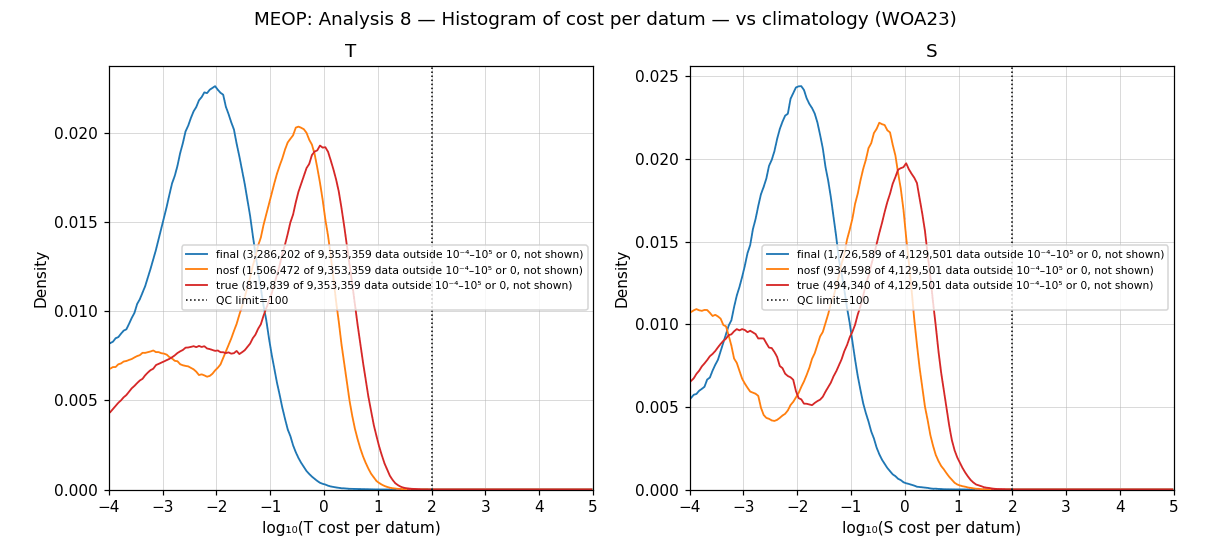 MEOP: Analysis 8 — Histogram of cost per datum — vs climatology (WOA23)
T
Density
0.020
0.015
0.010
0.005
0.000
final (3,286,202 of 9,353,359 data outside 10⁻⁴–10⁵ or 0, not shown)
nosf (1,506,472 of 9,353,359 data outside 10⁻⁴–10⁵ or 0, not shown)
true (819,839 of 9,353,359 data outside 10⁻⁴–10⁵ or 0, not shown)
QC limit=100
−4 −3 −2 −1 0 1 2 3 4 5
log₁₀(T cost per datum)
S
Density
0.025
0.020
0.015
0.010
0.005
0.000
final (1,726,589 of 4,129,501 data outside 10⁻⁴–10⁵ or 0, not shown)
nosf (934,598 of 4,129,501 data outside 10⁻⁴–10⁵ or 0, not shown)
true (494,340 of 4,129,501 data outside 10⁻⁴–10⁵ or 0, not shown)
QC limit=100
−4 −3 −2 −1 0 1 2 3 4 5
log₁₀(S cost per datum)